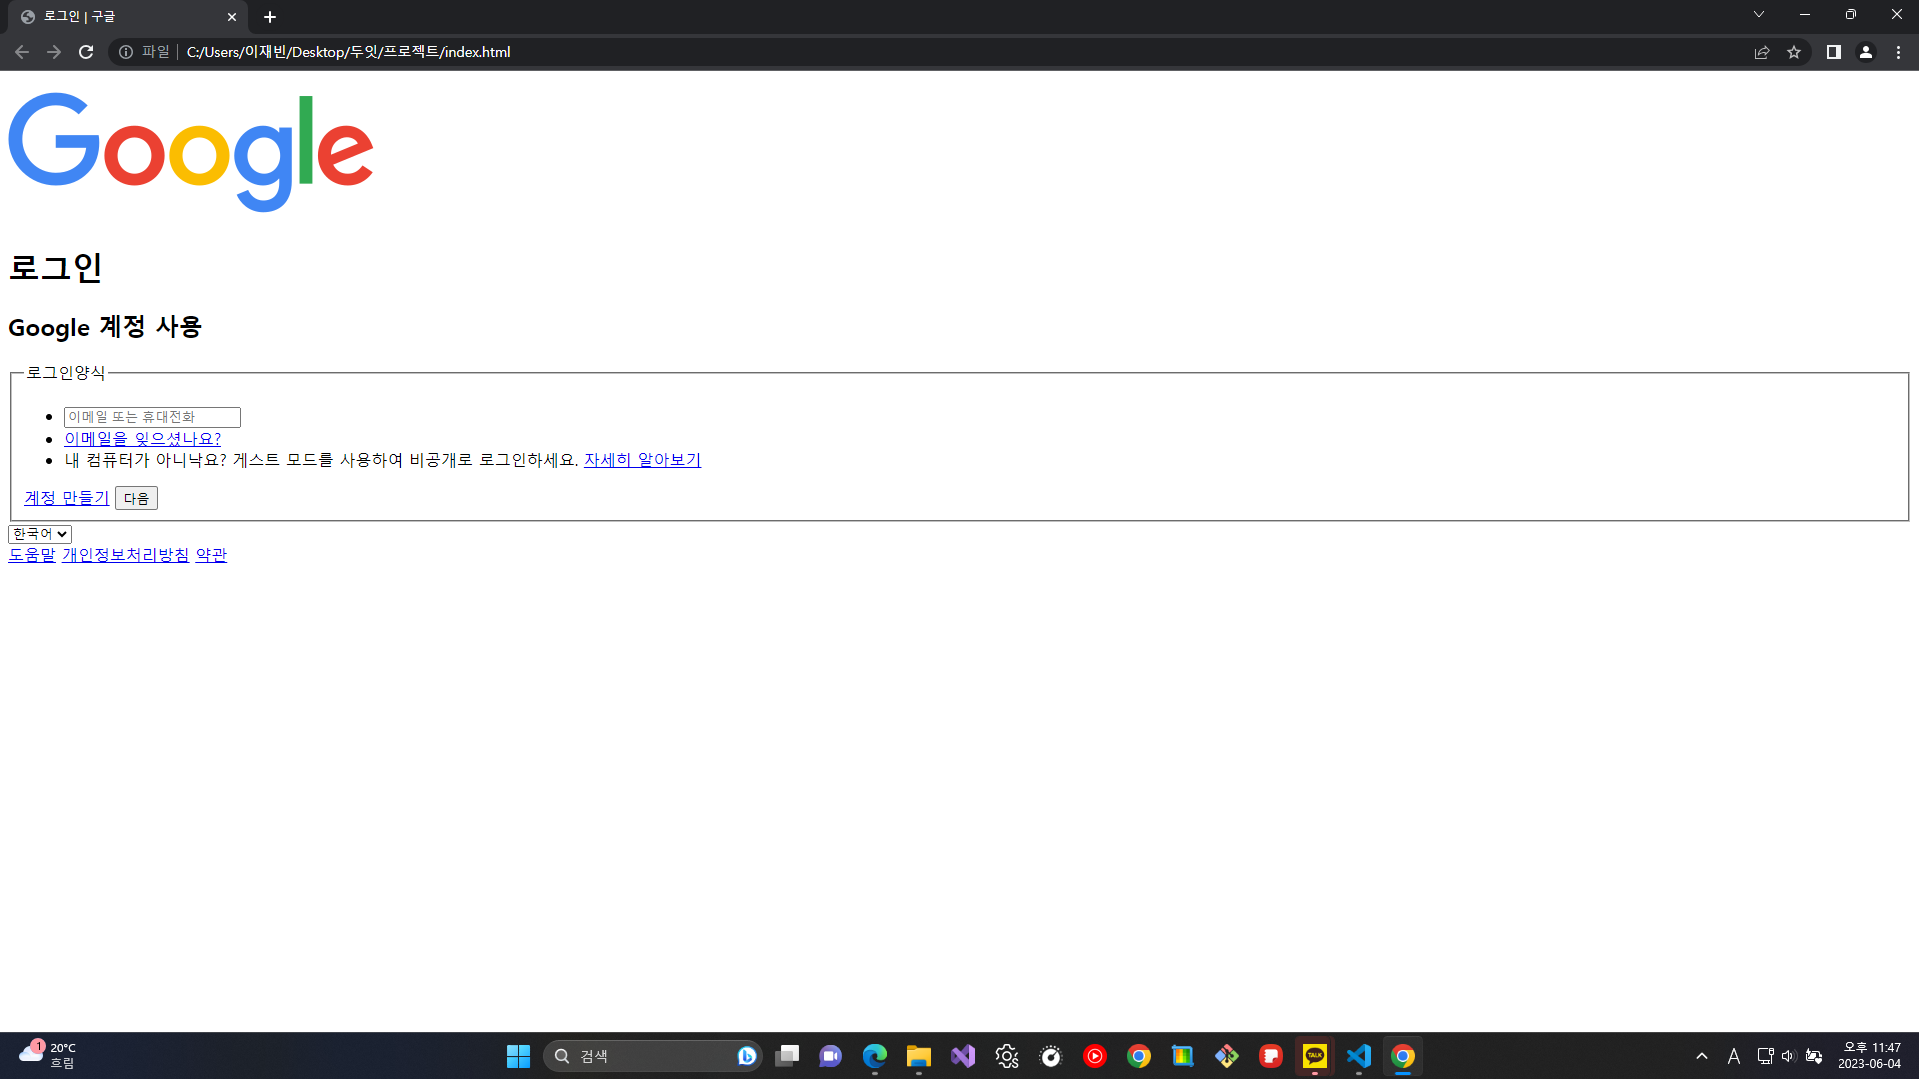 로그인 | 구글
파일 | C:/Users/이재빈/Desktop/두잇/프로젝트/index.html
Google
로그인
Google 계정 사용
로그인양식
이메일 또는 휴대전화
이메일을 잊으셨나요?
내 컴퓨터가 아니낙요? 게스트 모드를 사용하여 비공개로 로그인하세요. 자세히 알아보기
계정 만들기 다음
한국어
도움말 개인정보처리방침 약관
1
20°C
흐림
검색
TALK
A
오후 11:47
2023-06-04